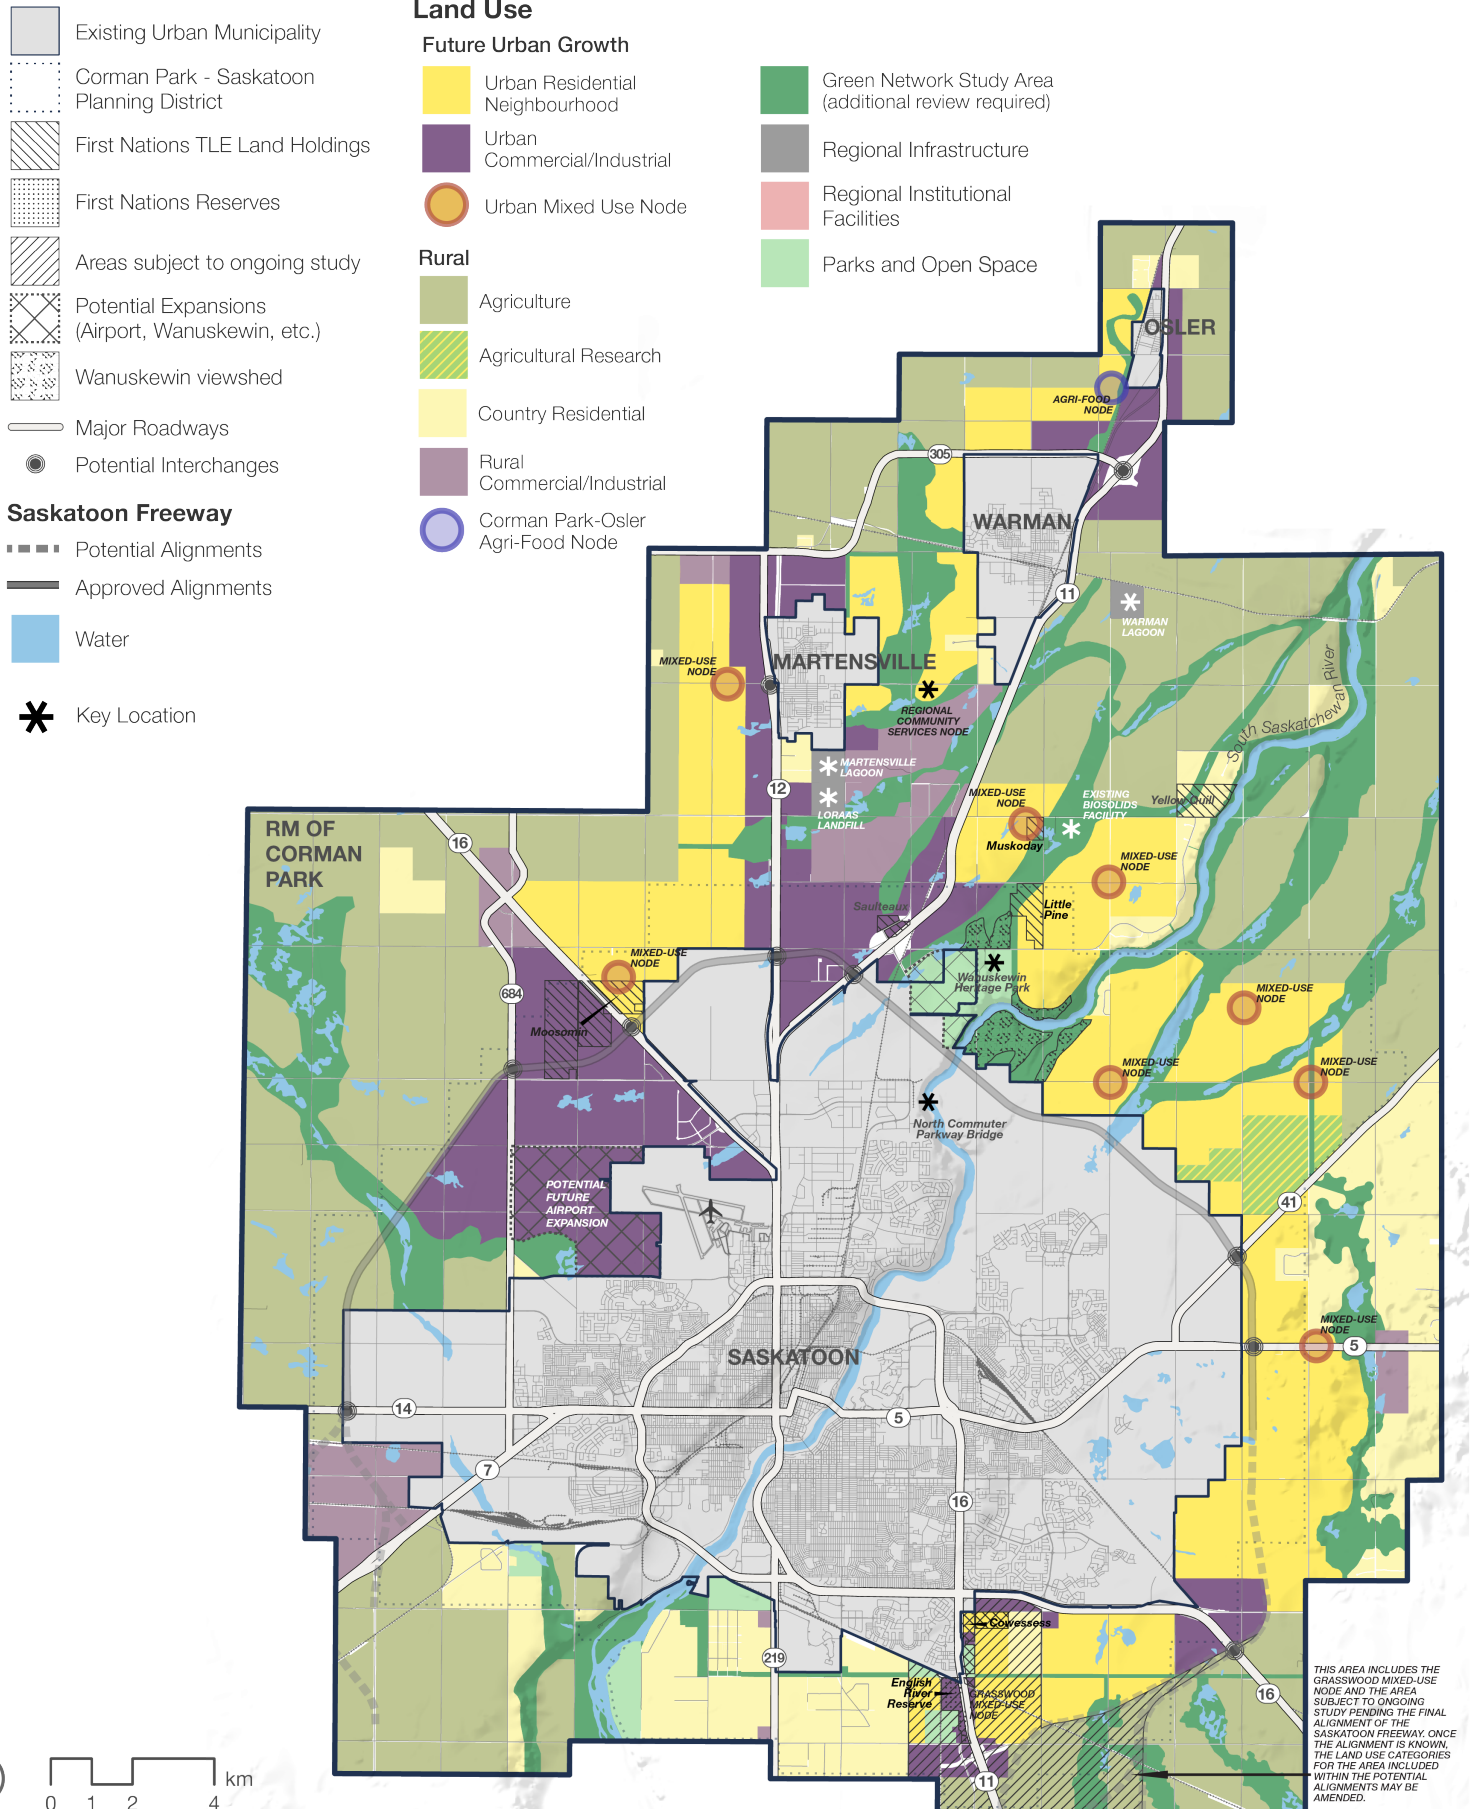 Existing Urban Municipality
Corman Park - Saskatoon
Planning District
First Nations TLE Land Holdings
First Nations Reserves
Areas subject to ongoing study
Potential Expansions
(Airport, Wanuskewin, etc.)
Wanuskewin viewshed
Major Roadways
Potential Interchanges
Saskatoon Freeway
Potential Alignments
Approved Alignments
Water
Key Location
Land Use
Future Urban Growth
Urban Residential
Neighbourhood
Urban
Commercial/Industrial
Urban Mixed Use Node
Rural
Agriculture
Agricultural Research
Country Residential
Rural
Commercial/Industrial
Corman Park-Osler
Agri-Food Node
Green Network Study Area
(additional review required)
Regional Infrastructure
Regional Institutional
Facilities
Parks and Open Space
OSLER
AGRI-FOOD
NODE
305
WARMAN
11
WARMAN
LAGOON
MIXED-USE
NODE
MARTENSVILLE
REGIONAL
COMMUNITY
SERVICES NODE
South Saskatchewan River
MARTENSVILLE
LAGOON
12
LORAAS
LANDFILL
MIXED-USE
NODE
EXISTING
BIOSOLIDS
FACILITY
Yellow Quill
RM OF
CORMAN
PARK
16
Muskoday
MIXED-USE
NODE
Saulteaux
Little
Pine
MIXED-USE
NODE
Wanuskewin
Heritage Park
684
Moosomin
MIXED-USE
NODE
MIXED-USE
NODE
MIXED-USE
NODE
North Commuter
Parkway Bridge
POTENTIAL
FUTURE
AIRPORT
EXPANSION
41
MIXED-USE
NODE
5
SASKATOON
14
5
7
16
Cowessess
219
English
River
Reserve
GRASSWOOD
MIXED-USE
NODE
16
11
THIS AREA INCLUDES THE
GRASSWOOD MIXED-USE
NODE AND THE AREA
SUBJECT TO ONGOING
STUDY PENDING THE FINAL
ALIGNMENT OF THE
SASKATOON FREEWAY. ONCE
THE ALIGNMENT IS KNOWN,
THE LAND USE CATEGORIES
FOR THE AREA INCLUDED
WITHIN THE POTENTIAL
ALIGNMENTS MAY BE
AMENDED.
km
0 1 2 4